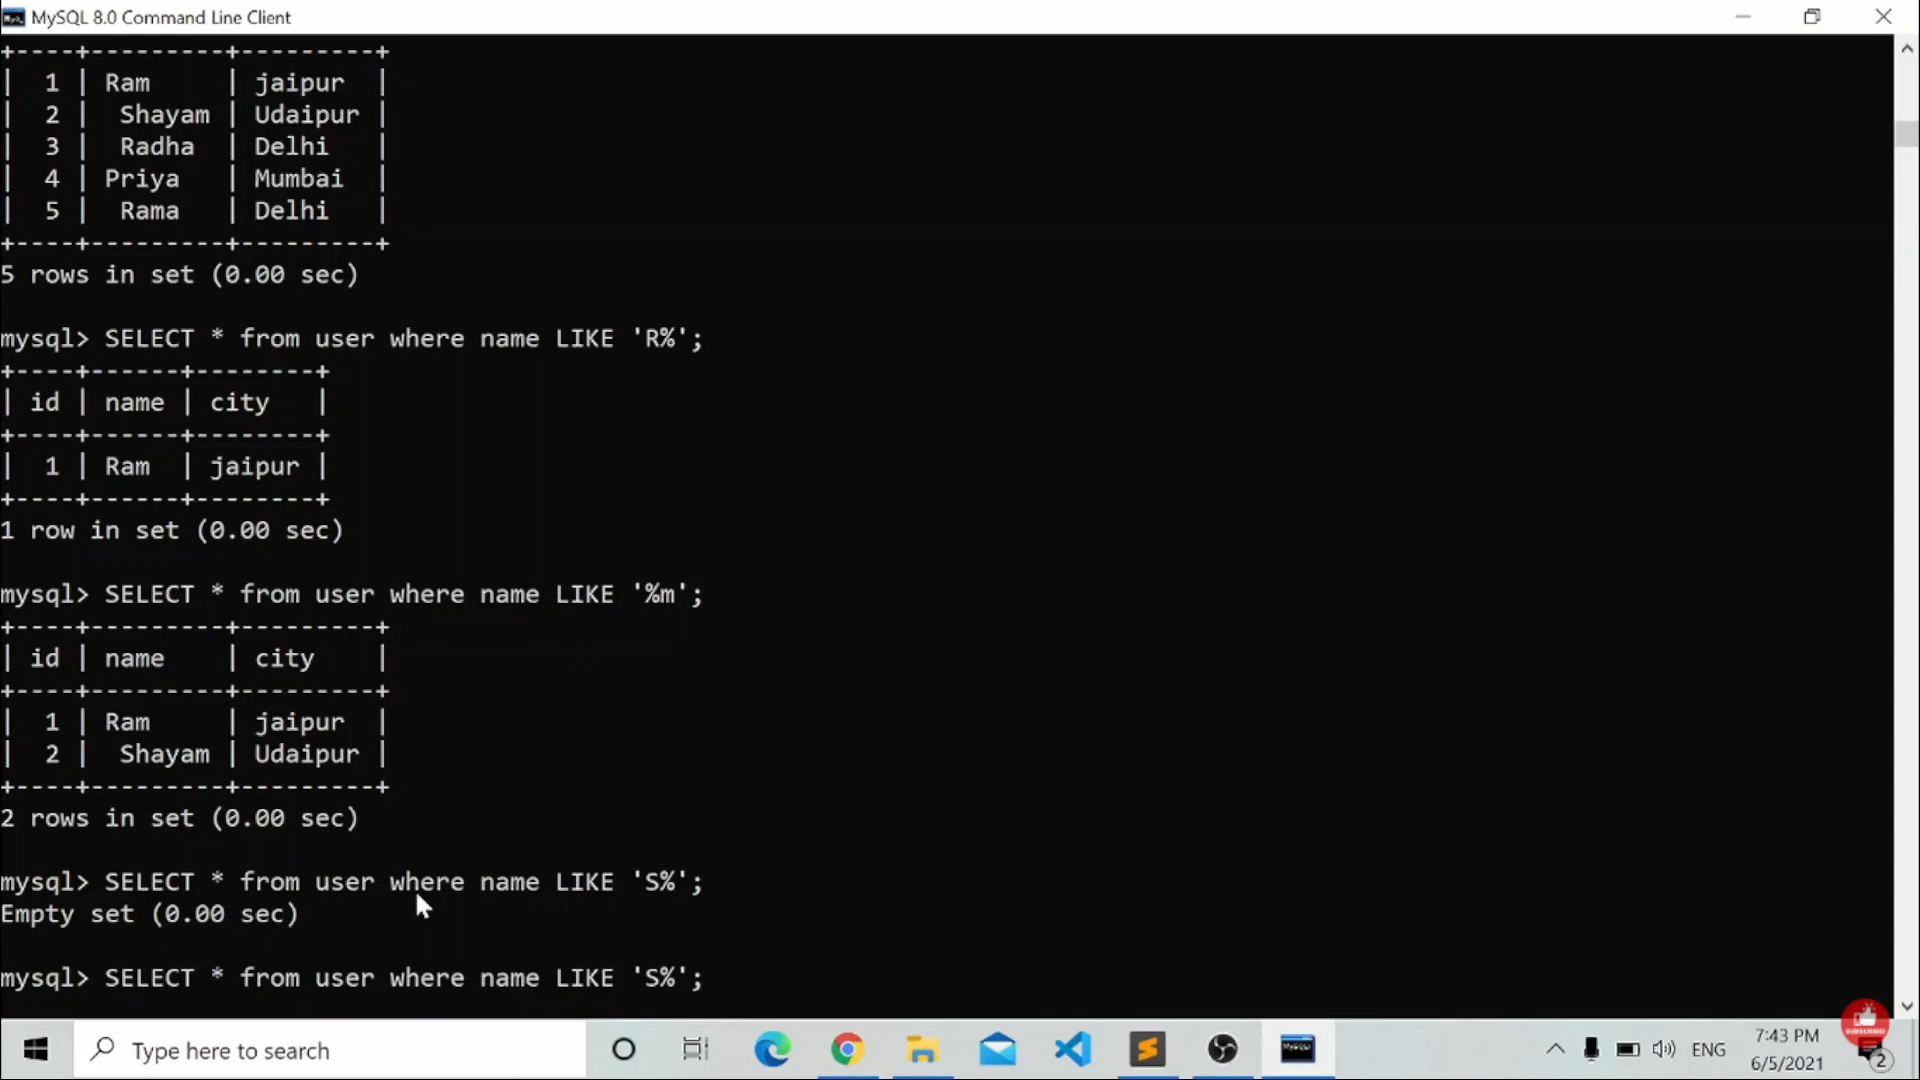 MySQL 8.0 Command Line Client
+----+---------+---------+
|  1 | Ram     | jaipur  |
|  2 |  Shayam | Udaipur |
|  3 |  Radha  | Delhi   |
|  4 | Priya   | Mumbai  |
|  5 |  Rama   | Delhi   |
+----+---------+---------+
5 rows in set (0.00 sec)
mysql> SELECT * from user where name LIKE 'R%';
+----+------+--------+
| id | name | city   |
+----+------+--------+
|  1 | Ram  | jaipur |
+----+------+--------+
1 row in set (0.00 sec)
mysql> SELECT * from user where name LIKE '%m';
+----+---------+---------+
| id | name    | city    |
+----+---------+---------+
|  1 | Ram     | jaipur  |
|  2 |  Shayam | Udaipur |
+----+---------+---------+
2 rows in set (0.00 sec)
mysql> SELECT * from user where name LIKE 'S%';
Empty set (0.00 sec)
mysql> SELECT * from user where name LIKE 'S%';
SUBSCRIBE
Type here to search
ENG
7:43 PM
6/5/2021
2